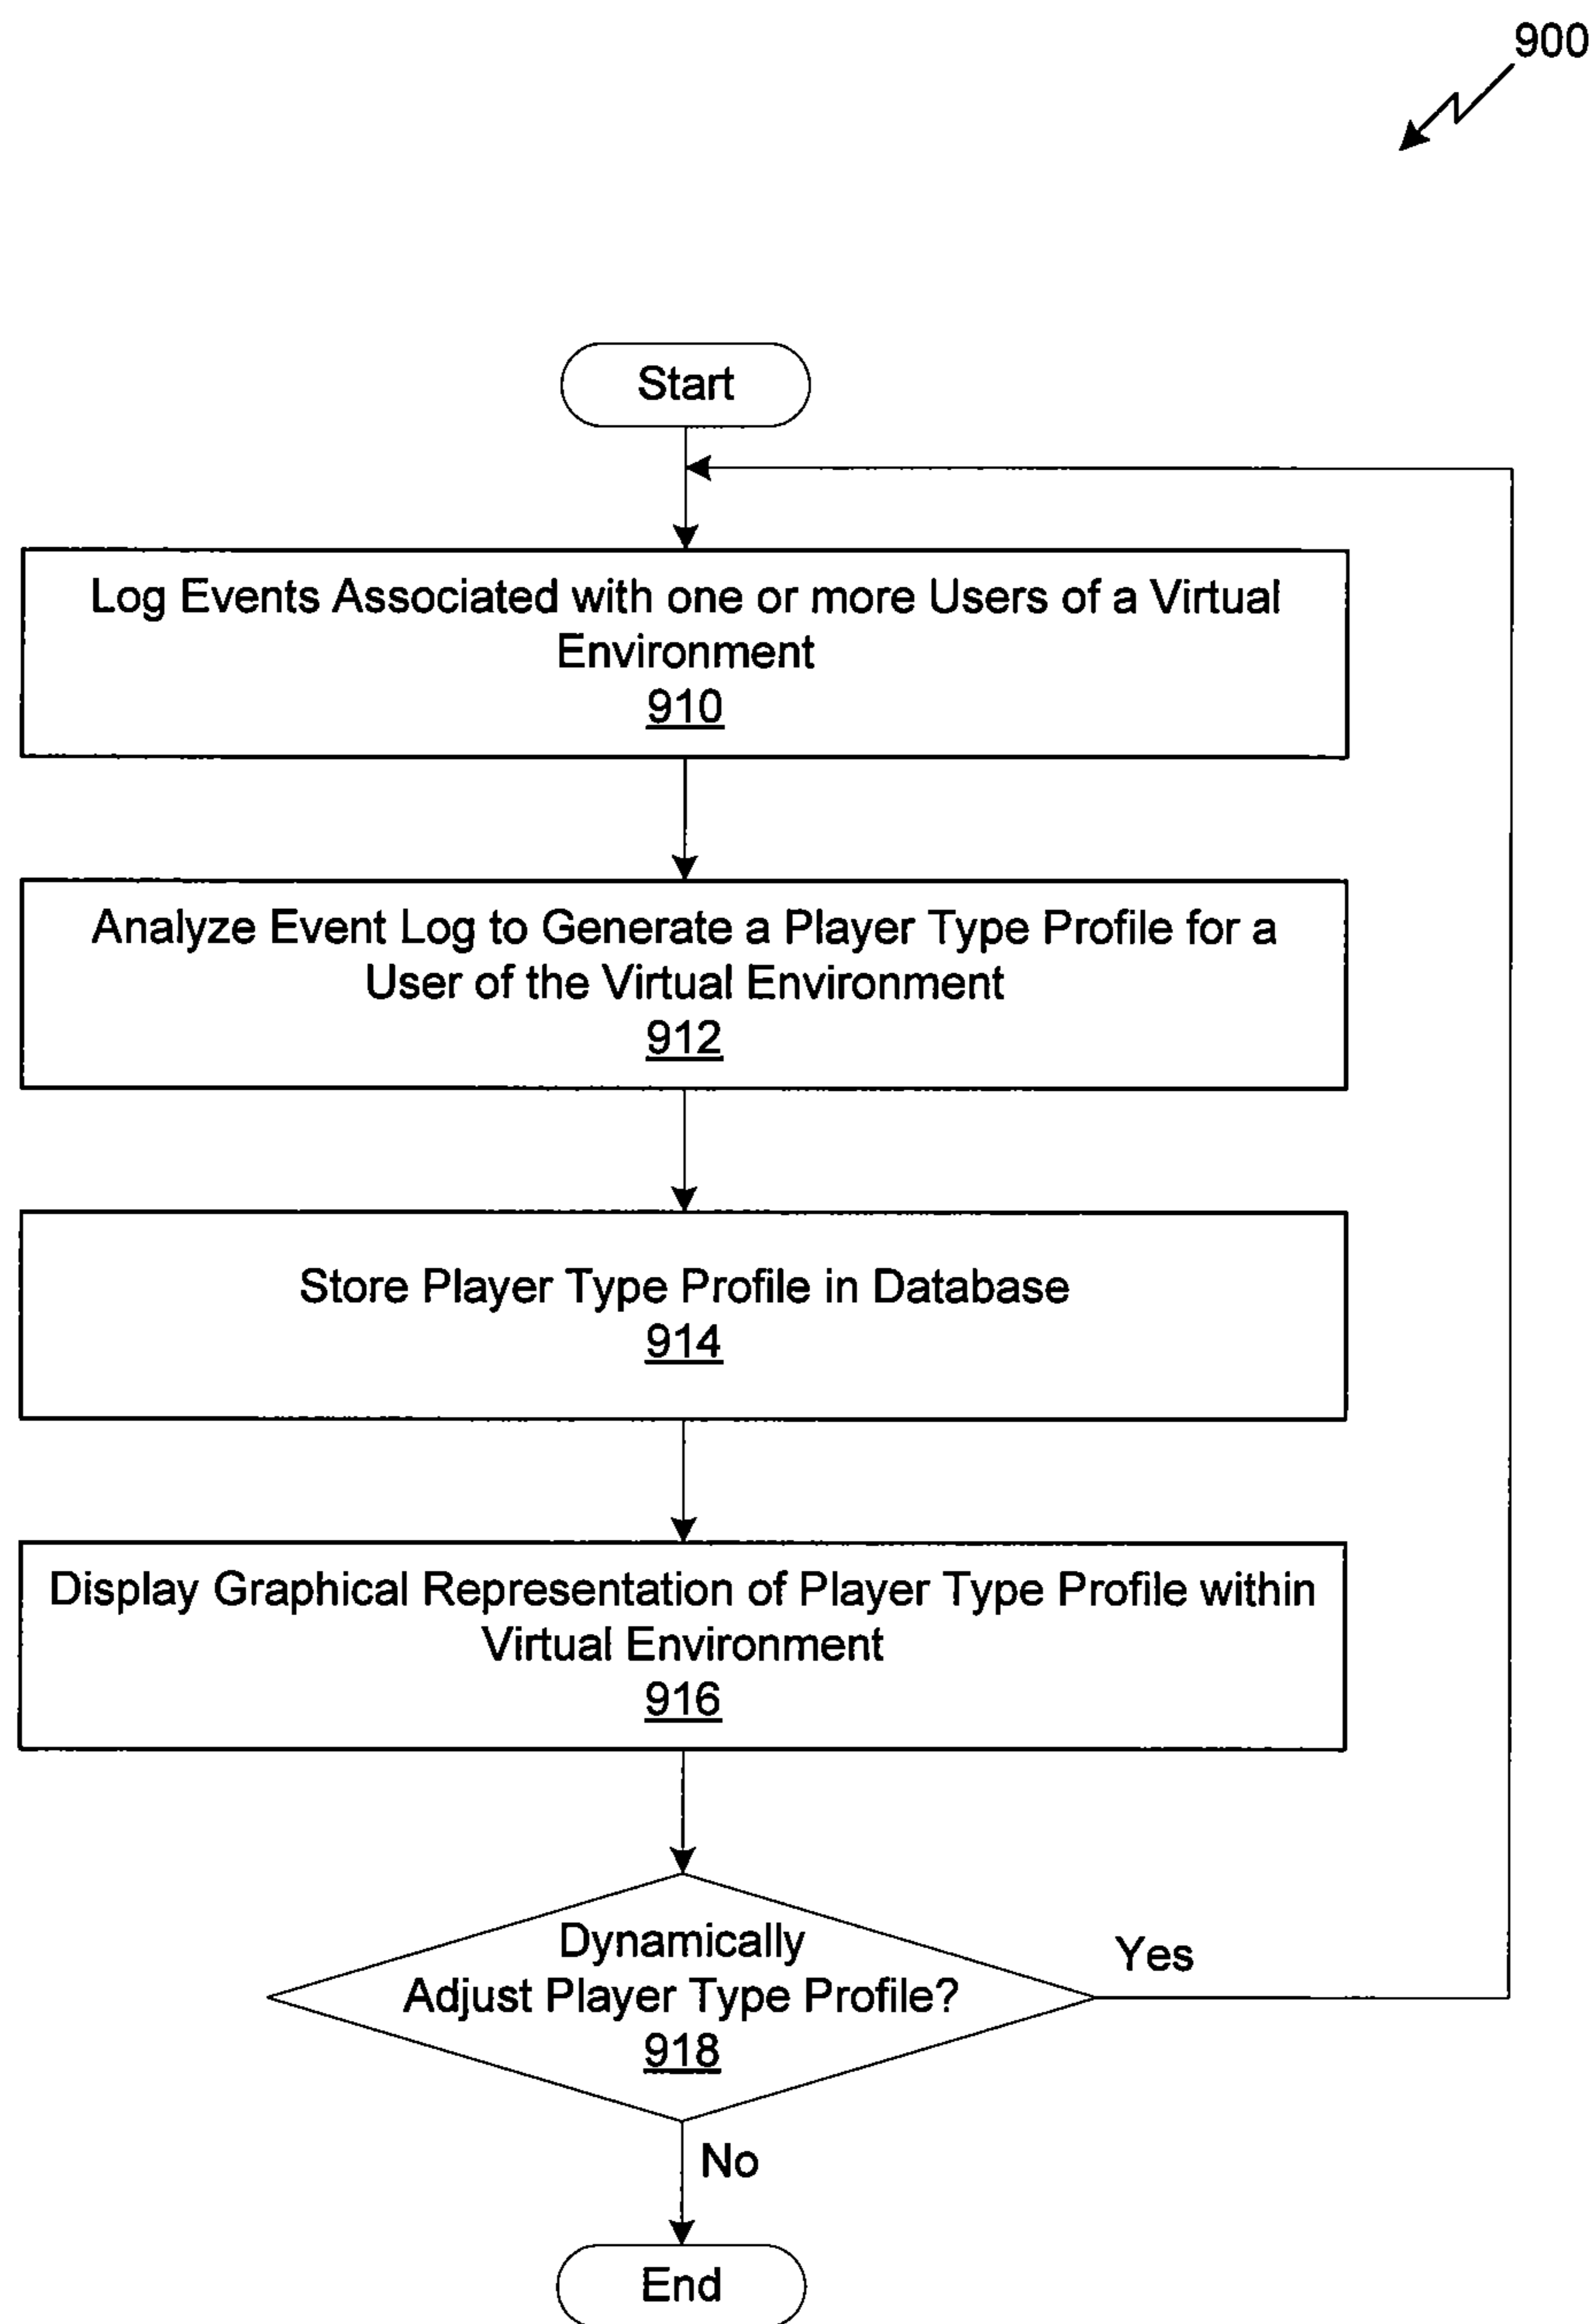 900
Start
Log Events Associated with one or more Users of a Virtual
Environment
910
Analyze Event Log to Generate a Player Type Profile for a
User of the Virtual Environment
912
Store Player Type Profile in Database
914
Display Graphical Representation of Player Type Profile within
Virtual Environment
916
Dynamically
Adjust Player Type Profile?
918
Yes
No
End